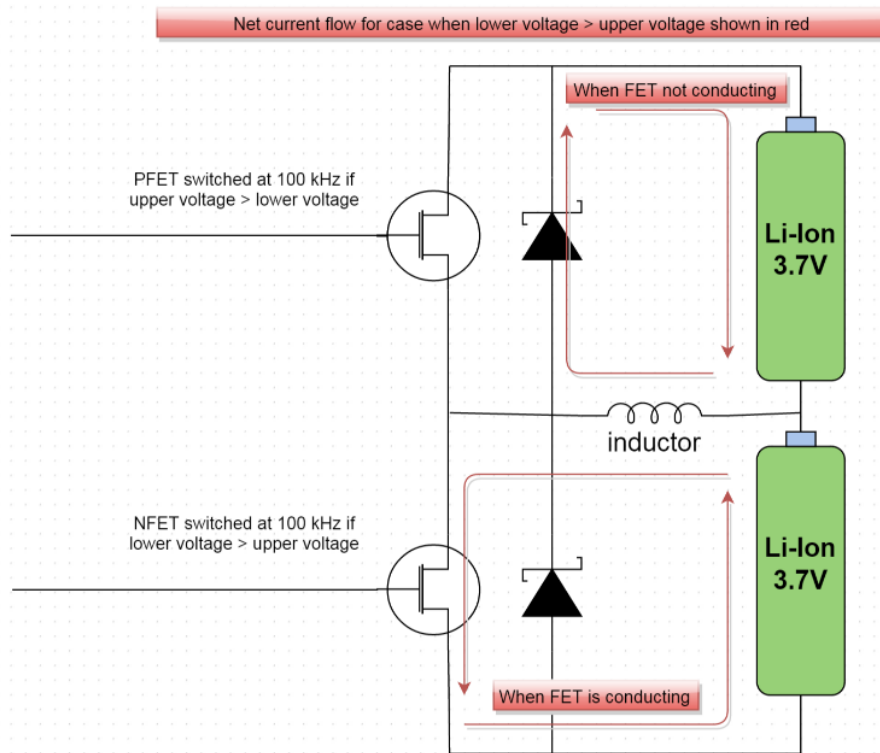 Net current flow for case when lower voltage > upper voltage shown in red
When FET not conducting
PFET switched at 100 kHz if
upper voltage > lower voltage
Li-Ion
3.7V
inductor
NFET switched at 100 kHz if
lower voltage > upper voltage
Li-Ion
3.7V
When FET is conducting